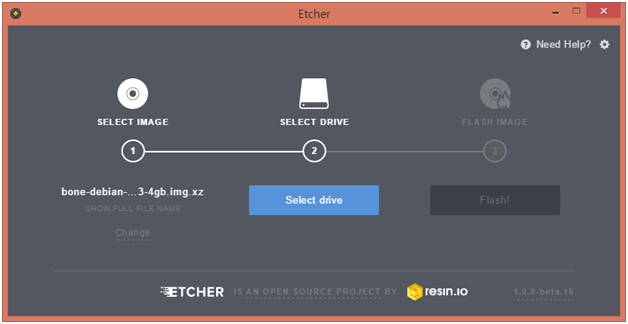 Etcher
Need Help?
SELECT IMAGE
SELECT DRIVE
FLASH IMAGE
1
2
3
bone-debian-...3-4gb.img.xz
SHOW FULL FILE NAME
Change
Select drive
Flash!
ETCHER IS AN OPEN SOURCE PROJECT BY resin.io
1.0.0-beta.15